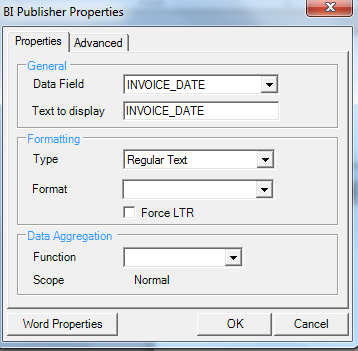 BI Publisher Properties
Properties Advanced
General
Data Field INVOICE_DATE
Text to display INVOICE_DATE
Formatting
Type Regular Text
Format
Force LTR
Data Aggregation
Function
Scope Normal
Word Properties OK Cancel